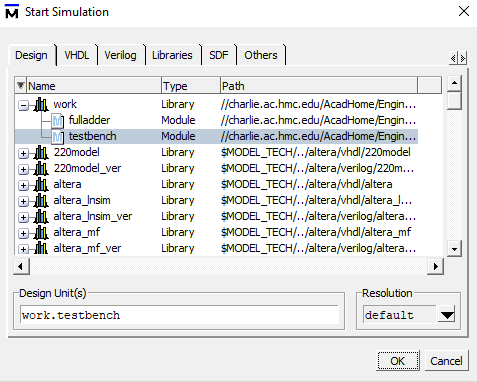 Start Simulation
Design VHDL Verilog Libraries SDF Others
Name Type Path
work Library //charlie.ac.hmc.edu/AcadHome/Engin...
fulladder Module //charlie.ac.hmc.edu/AcadHome/Engin...
testbench Module //charlie.ac.hmc.edu/AcadHome/Engin...
220model Library $MODEL_TECH/../altera/vhdl/220model
220model_ver Library $MODEL_TECH/../altera/verilog/220m...
altera Library $MODEL_TECH/../altera/vhdl/altera
altera_lnsim Library $MODEL_TECH/../altera/vhdl/altera_l...
altera_lnsim_ver Library $MODEL_TECH/../altera/verilog/altera...
altera_mf Library $MODEL_TECH/../altera/vhdl/altera_mf
altera_mf_ver Library $MODEL_TECH/../altera/verilog/altera...
Design Unit(s) Resolution
work.testbench default
OK Cancel